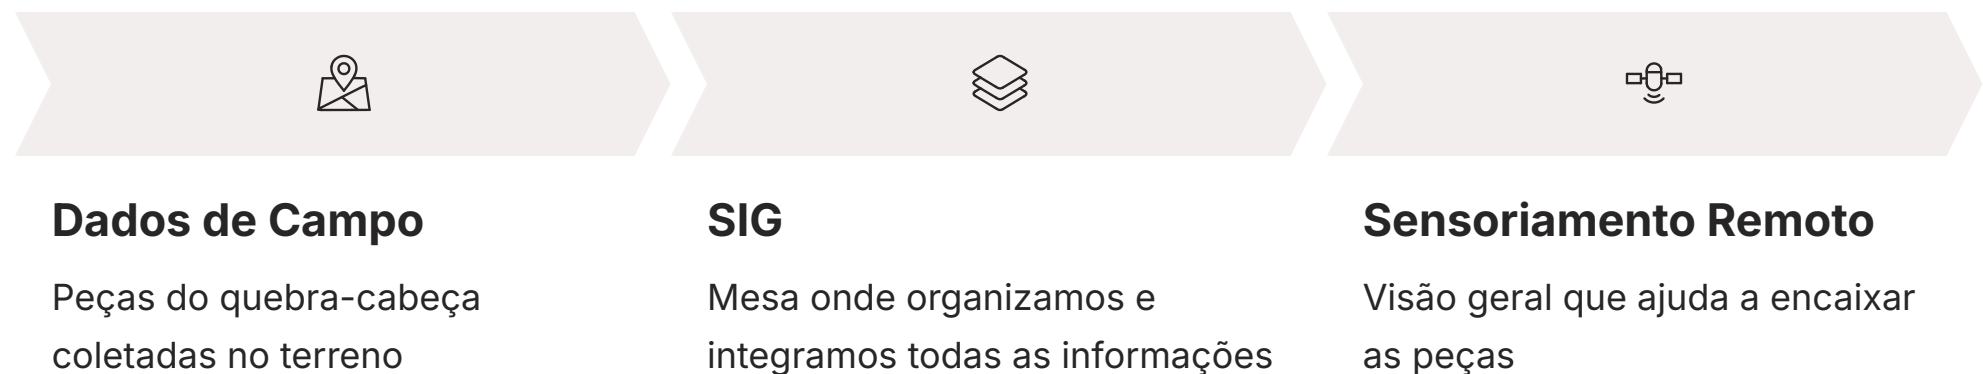 Dados de Campo
Peças do quebra-cabeça
coletadas no terreno
SIG
Mesa onde organizamos e
integramos todas as informações
Sensoriamento Remoto
Visão geral que ajuda a encaixar
as peças